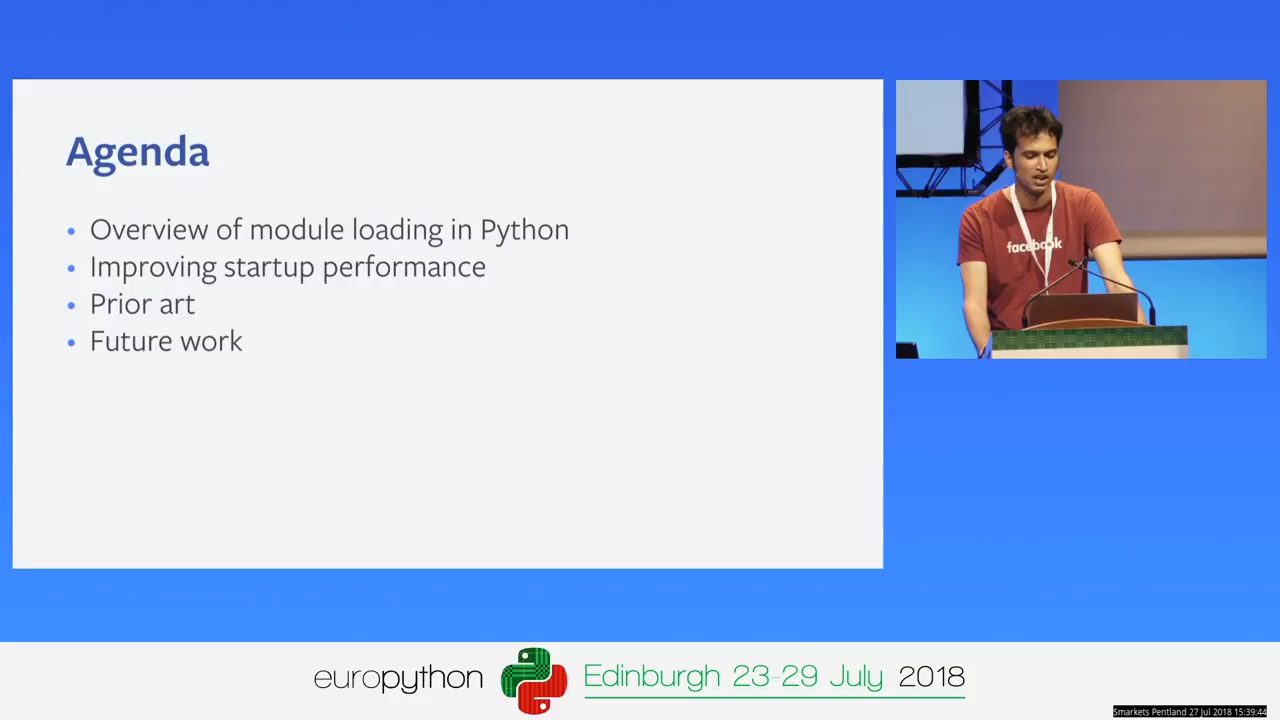 Agenda
• Overview of module loading in Python
• Improving startup performance
• Prior art
• Future work
facebook
europython Edinburgh 23-29 July 2018
Smarkets Pentland 27 Jul 2018 15:39:44